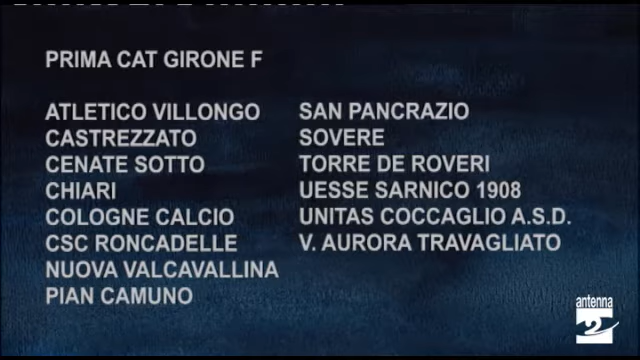 PRIMA CAT GIRONE F
ATLETICO VILLONGO
CASTREZZATO
CENATE SOTTO
CHIARI
COLOGNE CALCIO
CSC RONCADELLE
NUOVA VALCAVALLINA
PIAN CAMUNO
SAN PANCRAZIO
SOVERE
TORRE DE ROVERI
UESSE SARNICO 1908
UNITAS COCCAGLIO A.S.D.
V. AURORA TRAVAGLIATO
antenna
2